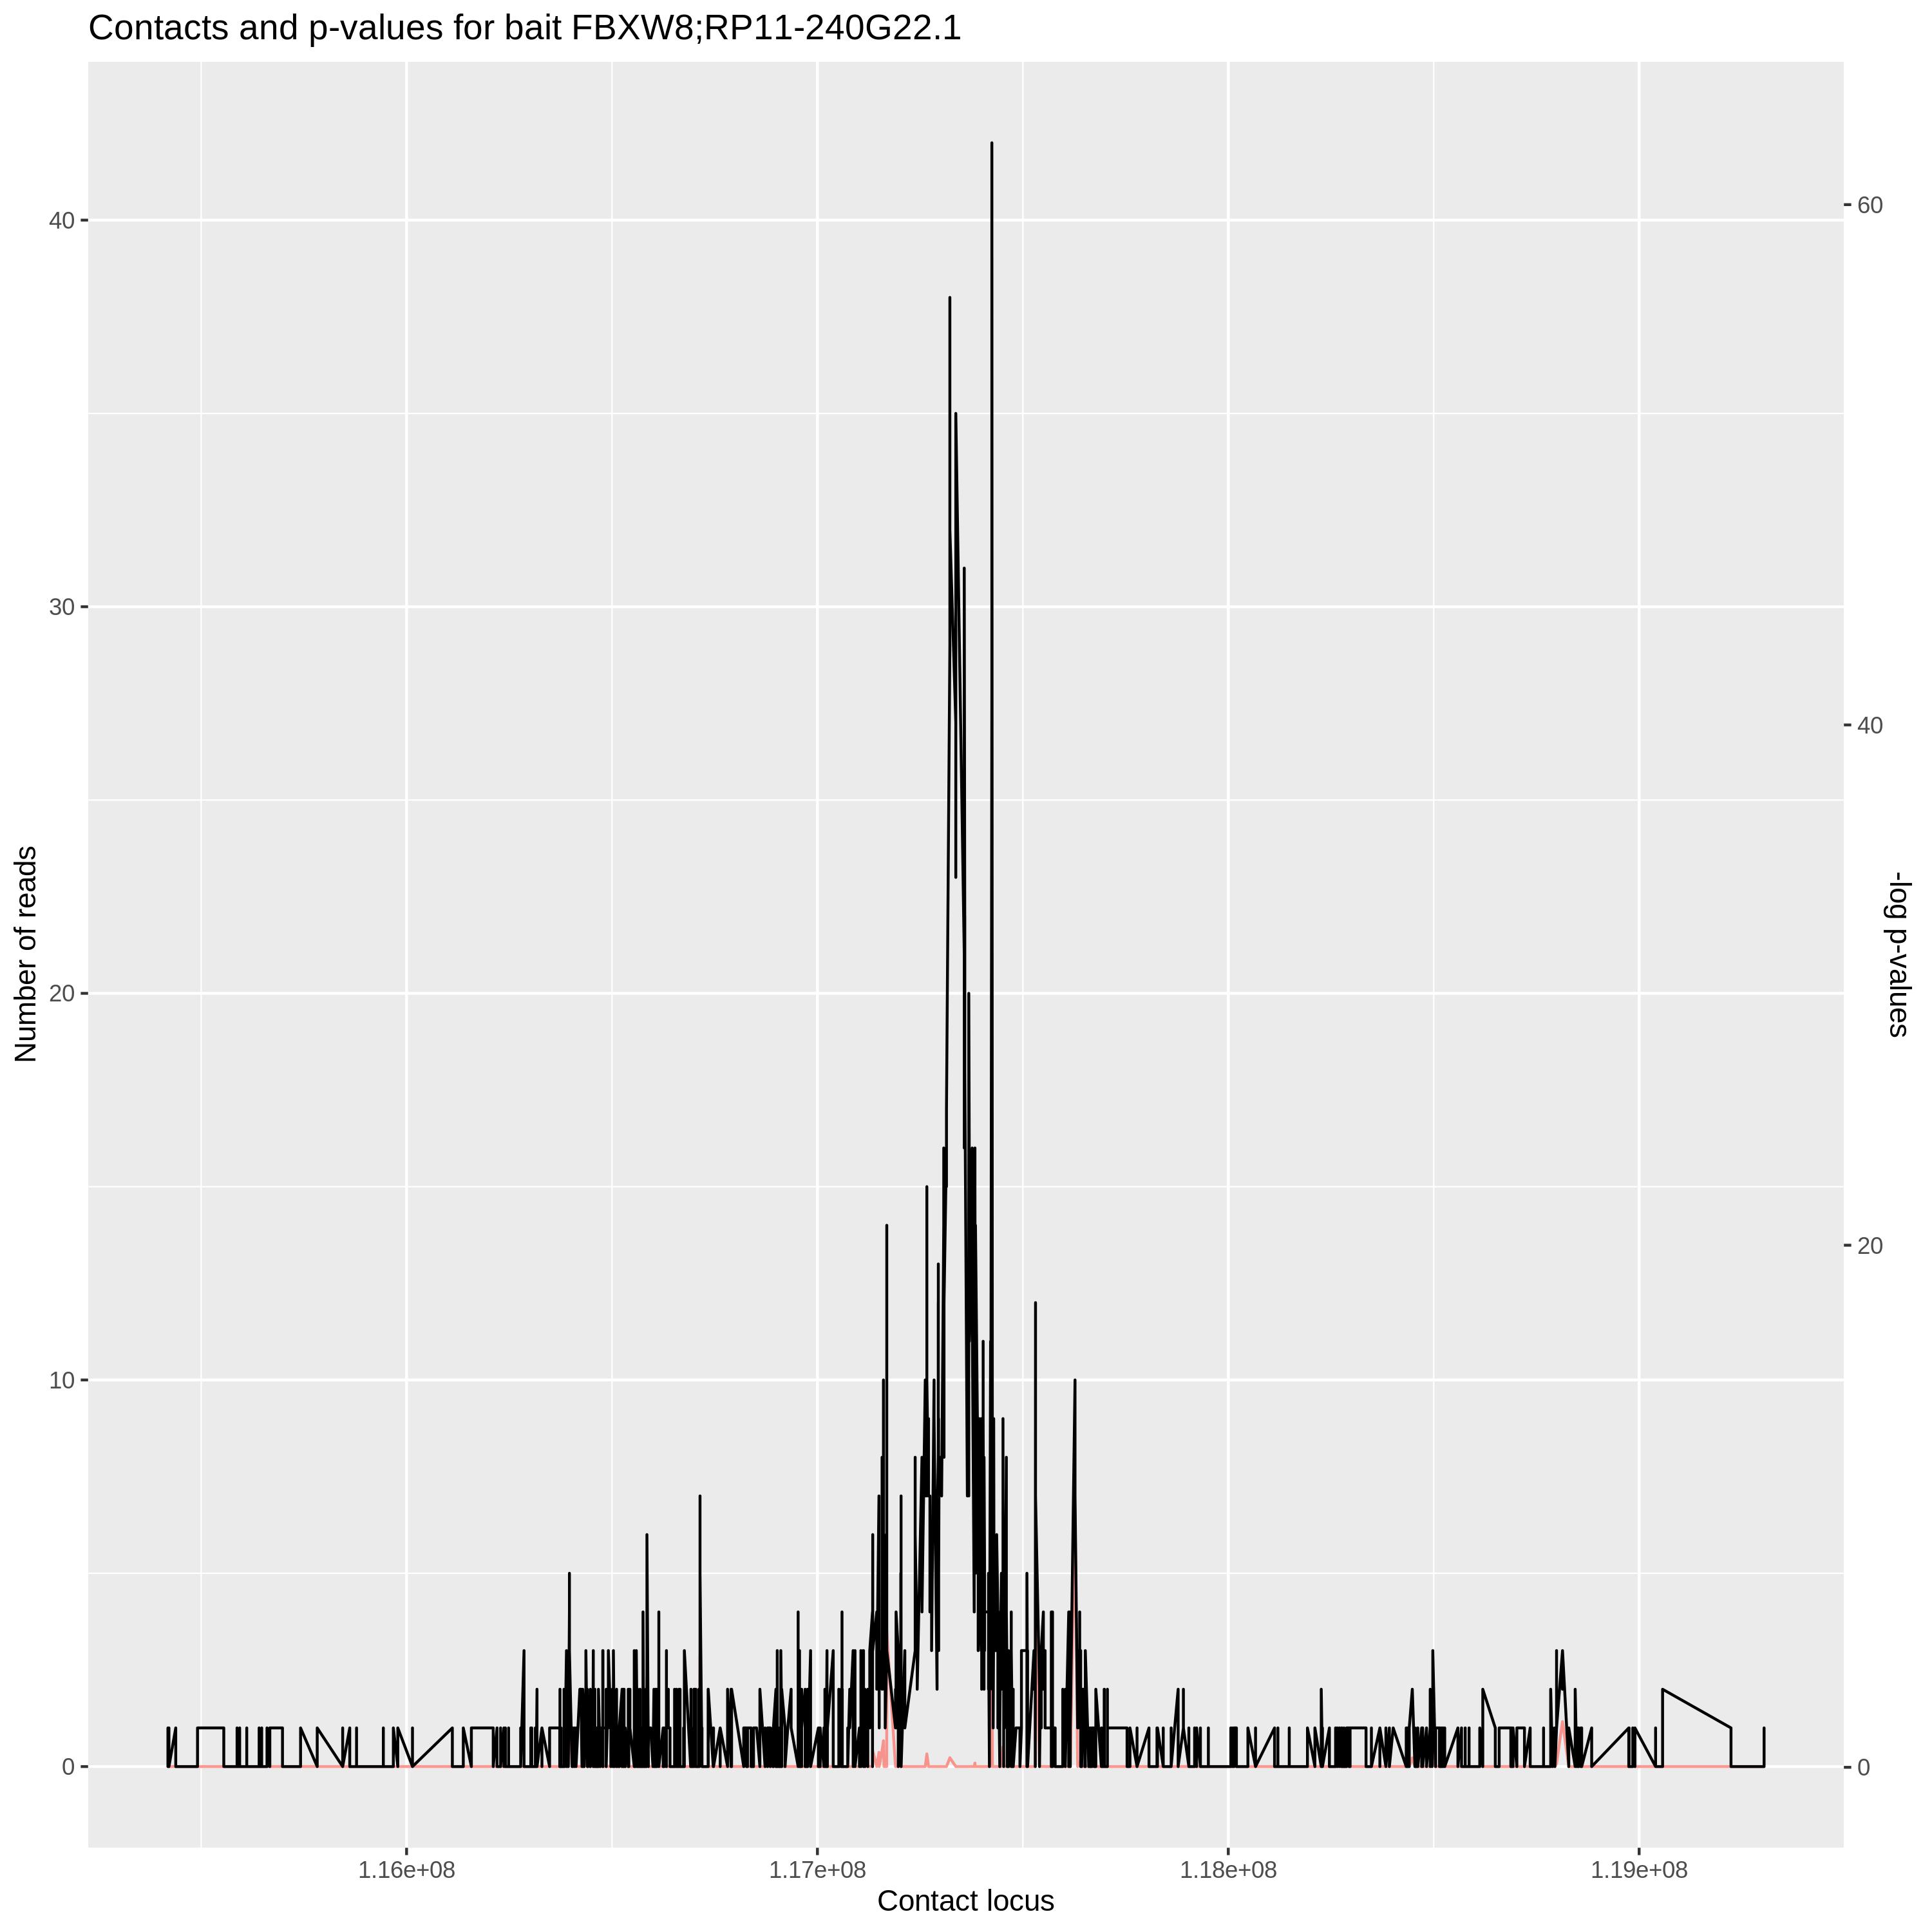 Contacts and p-values for bait FBXW8;RP11-240G22.1
40
30
20
10
0
Number of reads
60
40
20
0
-log p-values
1.16e+08 1.17e+08 1.18e+08 1.19e+08
Contact locus